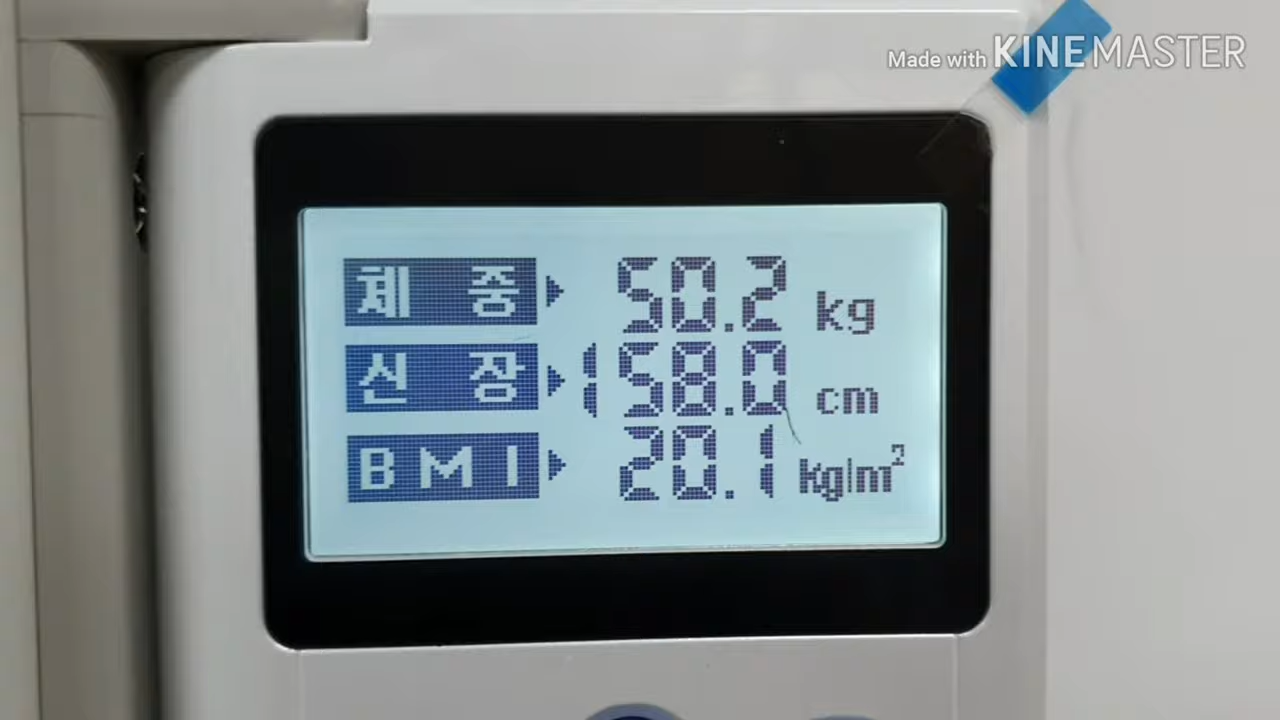 Made with KINEMASTER
체 중 50.2 kg
신 장 158.0 cm
BMI 20.1 kg/m²